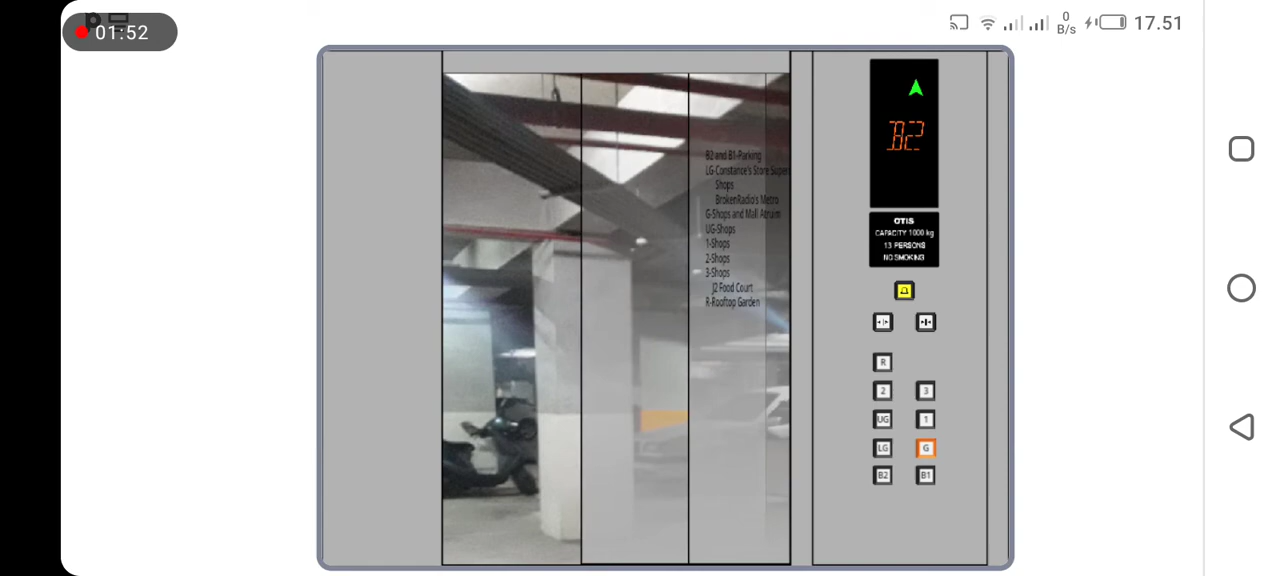 01:52
0
B/s
17.51
B2
B2 and B1-Parking
LG-Constance's Store Super
Shops
BrokenRadio's Metro
G-Shops and Mall Atruim
UG-Shops
1-Shops
2-Shops
3-Shops
J2 Food Court
R-Rooftop Garden
OTIS
CAPACITY 1000 kg
13 PERSONS
NO SMOKING
R
2 3
UG 1
LG G
B2 B1